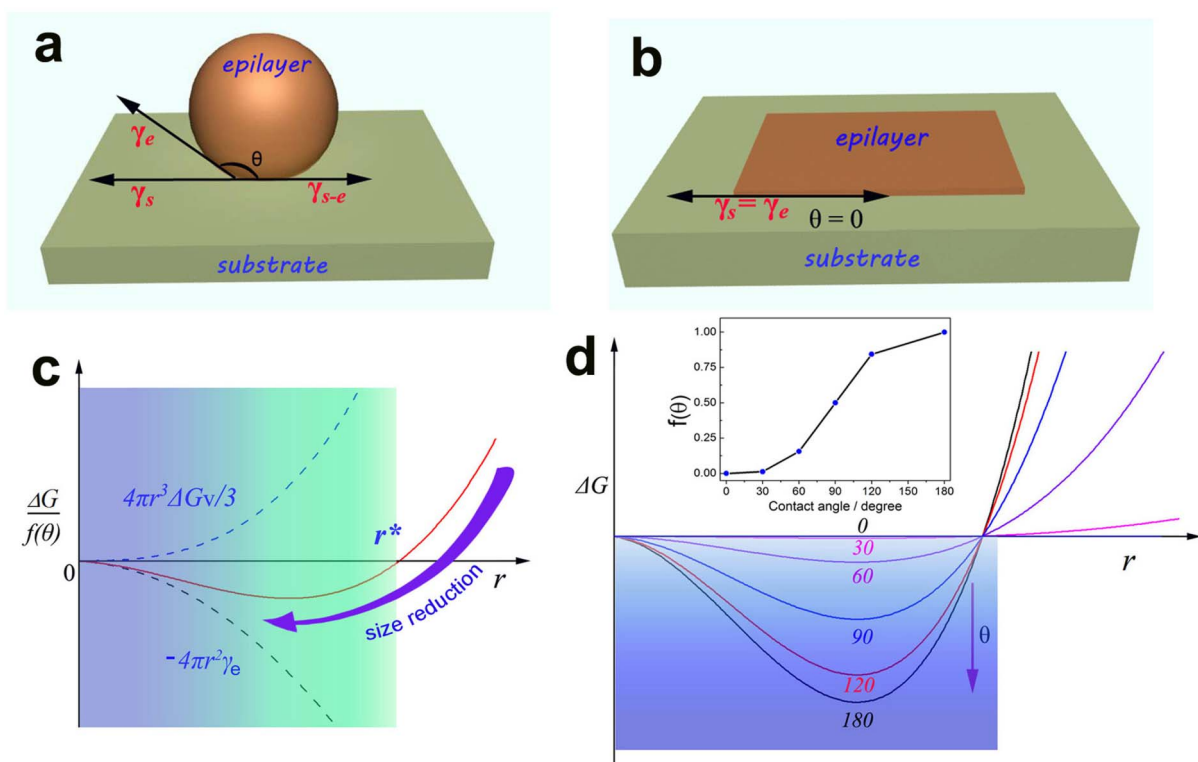 a
epilayer
γe
θ
γs
γs-e
substrate
b
epilayer
γs = γe
θ = 0
substrate
c
ΔG
f(θ)
0
4πr³ΔGv/3
r*
r
size reduction
-4πr²γe
d
ΔG
f(θ)
1.00
0.75
0.50
0.25
0.00
0 30 60 90 120 150 180
Contact angle / degree
0
30
60
90
120
180
θ
r